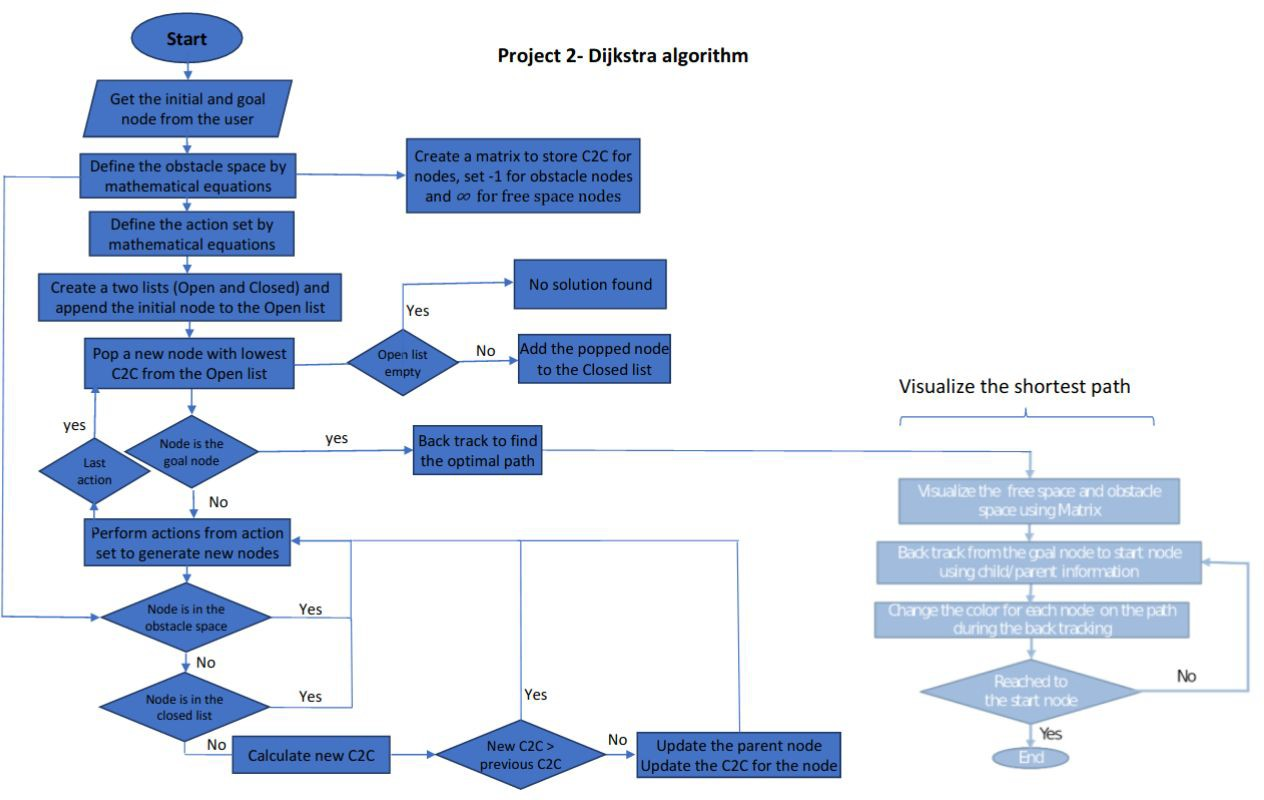 Start
Project 2- Dijkstra algorithm
Get the initial and goal
node from the user
Define the obstacle space by
mathematical equations
Create a matrix to store C2C for
nodes, set -1 for obstacle nodes
and ∞ for free space nodes
Define the action set by
mathematical equations
Create a two lists (Open and Closed) and
append the initial node to the Open list
No solution found
Yes
Pop a new node with lowest
C2C from the Open list
Open list
empty
No
Add the popped node
to the Closed list
Visualize the shortest path
yes
Last
action
Node is the
goal node
yes
Back track to find
the optimal path
No
Visualize the free space and obstacle
space using Matrix
Perform actions from action
set to generate new nodes
Back track from the goal node to start node
using child/parent information
Node is in the
obstacle space
Yes
Change the color for each node on the path
during the back tracking
No
Node is in the
closed list
Yes
Reached to
the start node
No
Yes
End
No
Calculate new C2C
Yes
New C2C >
previous C2C
No
Update the parent node
Update the C2C for the node